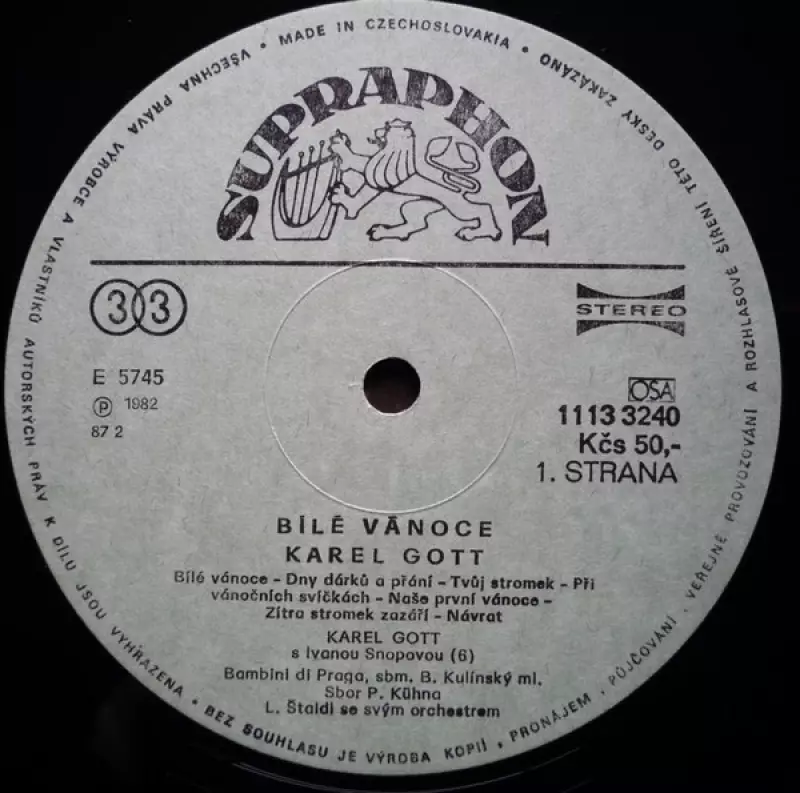 VŠECHNA PRÁVA VÝROBCE A VLASTNÍKŮ AUTORSKÝCH PRÁV K DÍLU JSOU VYHRAZENA • BEZ SOUHLASU JE VÝROBA KOPIÍ, PRONÁJEM, PŮJČOVÁNÍ, VEŘEJNÉ PROVOZOVÁNÍ A ROZHLASOVÉ ŠÍŘENÍ TÉTO DESKY ZAKÁZÁNO • MADE IN CZECHOSLOVAKIA •
SUPRAPHON
33
STEREO
E 5745
Ⓟ 1982
87 2
OSA
1113 3240
Kčs 50,-
1. STRANA
BÍLÉ VÁNOCE
KAREL GOTT
Bílé vánoce - Dny dárků a přání - Tvůj stromek - Při
vánočních svíčkách - Naše první vánoce -
Zítra stromek zazáří - Návrat
KAREL GOTT
s Ivanou Snopovou (6)
Bambini di Praga, sbm. B. Kulínský ml.
Sbor P. Kühna
L. Štaidl se svým orchestrem